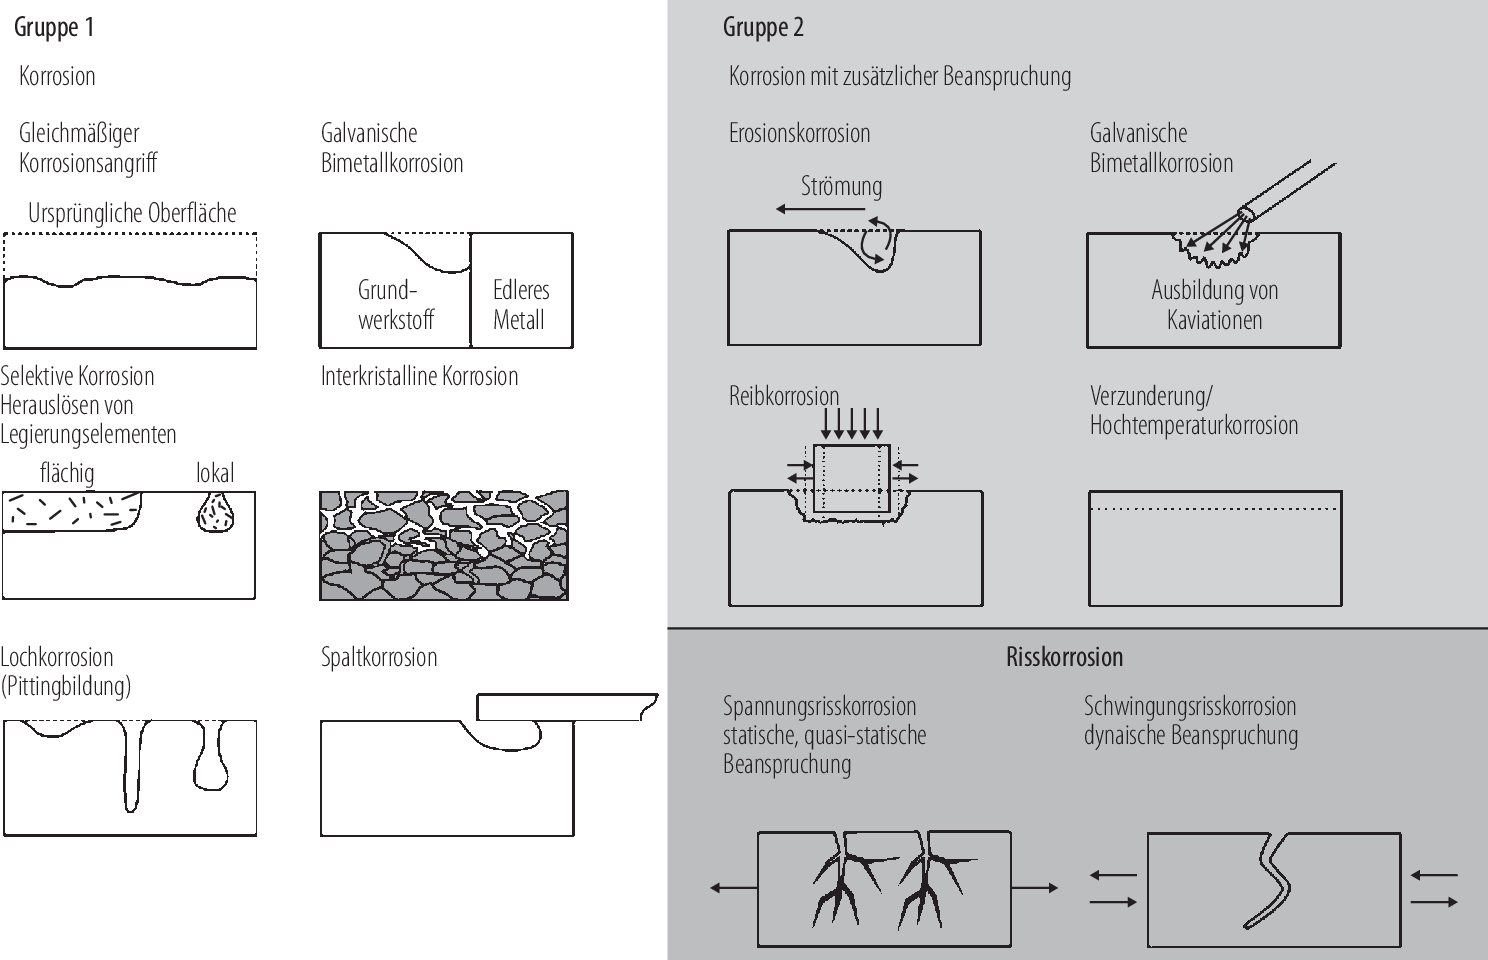 Gruppe 1
Korrosion
Gleichmäßiger
Korrosionsangriff
Ursprüngliche Oberfläche
Galvanische
Bimetallkorrosion
Grund-
werkstoff
Edleres
Metall
Selektive Korrosion
Herauslösen von
Legierungselementen
flächig
lokal
Interkristalline Korrosion
Lochkorrosion
(Pittingbildung)
Spaltkorrosion
Gruppe 2
Korrosion mit zusätzlicher Beanspruchung
Erosionskorrosion
Strömung
Galvanische
Bimetallkorrosion
Ausbildung von
Kaviationen
Reibkorrosion
Verzunderung/
Hochtemperaturkorrosion
Risskorrosion
Spannungsrisskorrosion
statische, quasi-statische
Beanspruchung
Schwingungsrisskorrosion
dynaische Beanspruchung